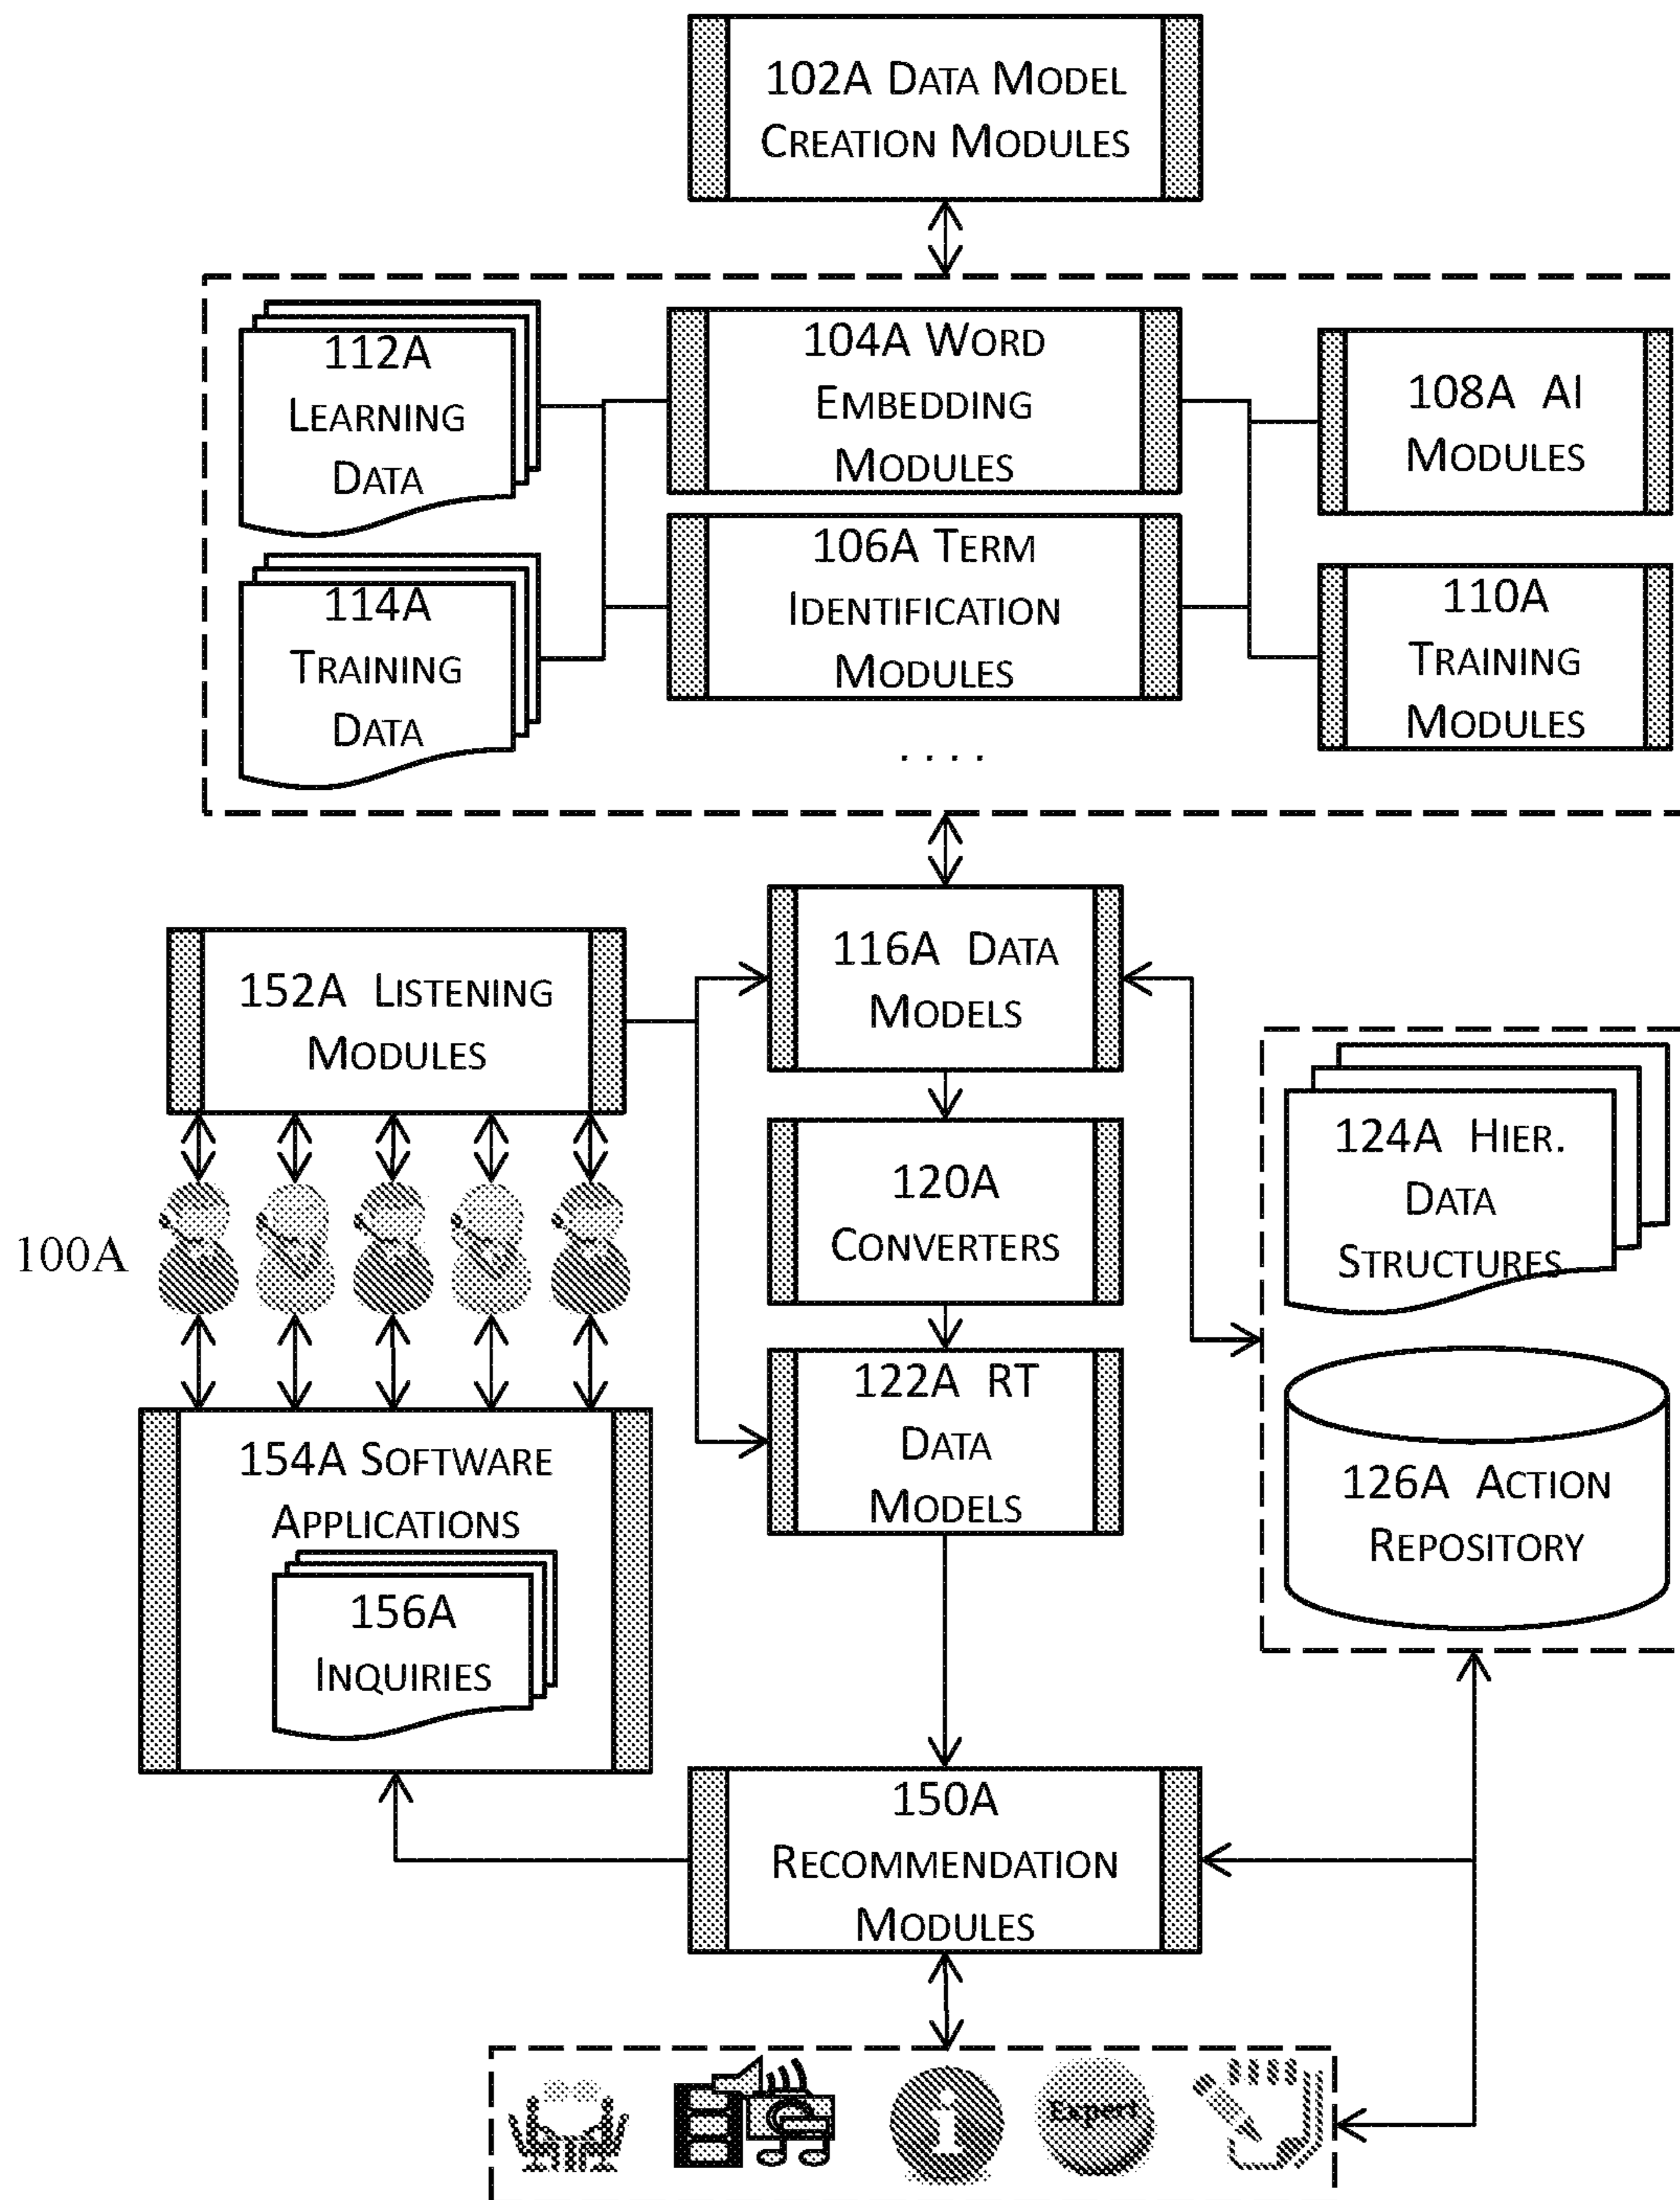 102A DATA MODEL
CREATION MODULES
112A
LEARNING
DATA
104A WORD
EMBEDDING
MODULES
108A AI
MODULES
114A
TRAINING
DATA
106A TERM
IDENTIFICATION
MODULES
110A
TRAINING
MODULES
. . . .
152A LISTENING
MODULES
116A DATA
MODELS
100A
120A
CONVERTERS
124A HIER.
DATA
STRUCTURES
122A RT
DATA
MODELS
154A SOFTWARE
APPLICATIONS
156A
INQUIRIES
126A ACTION
REPOSITORY
150A
RECOMMENDATION
MODULES
i
Expert